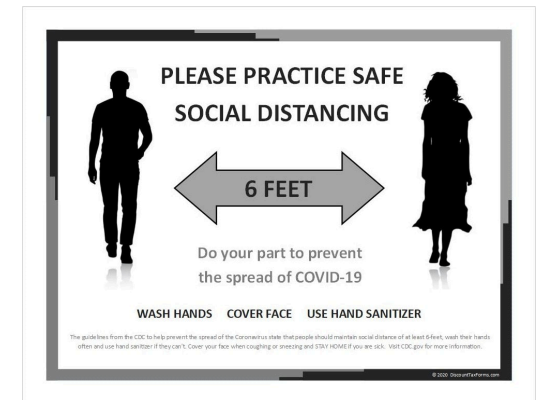 PLEASE PRACTICE SAFE
SOCIAL DISTANCING
6 FEET
Do your part to prevent
the spread of COVID-19
WASH HANDS COVER FACE USE HAND SANITIZER
The guidelines from the CDC to help prevent the spread of the Coronavirus state that people should maintain social distance of at least 6-feet, wash their hands
often and use hand sanitizer if they can't. Cover your face when coughing or sneezing and STAY HOME if you are sick. Visit CDC.gov for more information.
© 2020 DiscountTaxForms.com